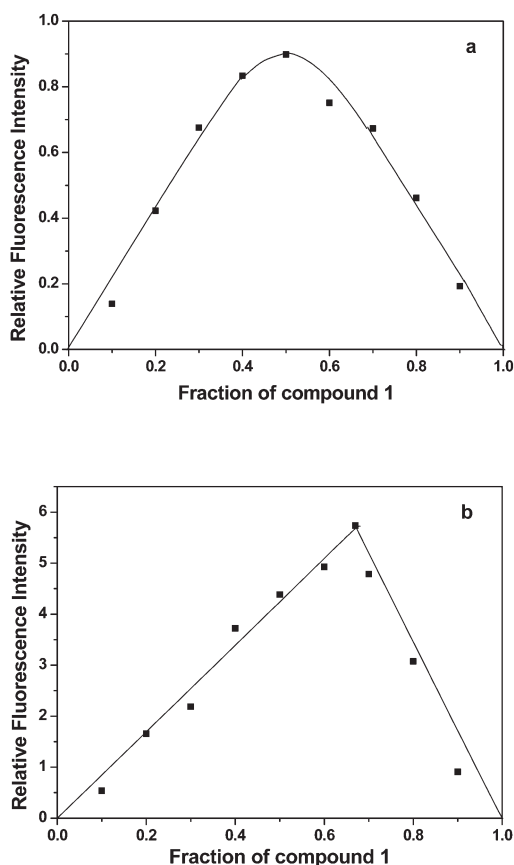 a
1.0
0.8
0.6
0.4
0.2
0.0
Relative Fluorescence Intensity
0.0 0.2 0.4 0.6 0.8 1.0
Fraction of compound 1
b
6
5
4
3
2
1
0
Relative Fluorescence Intensity
0.0 0.2 0.4 0.6 0.8 1.0
Fraction of compound 1